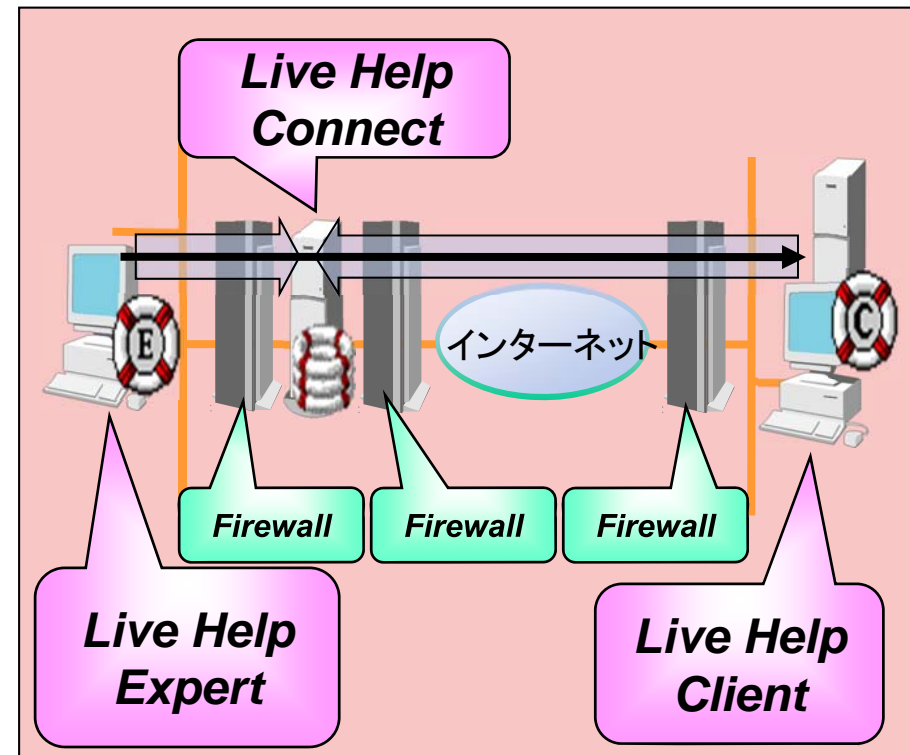 Live Help
Connect
E
C
インターネット
Firewall
Firewall
Firewall
Live Help
Expert
Live Help
Client